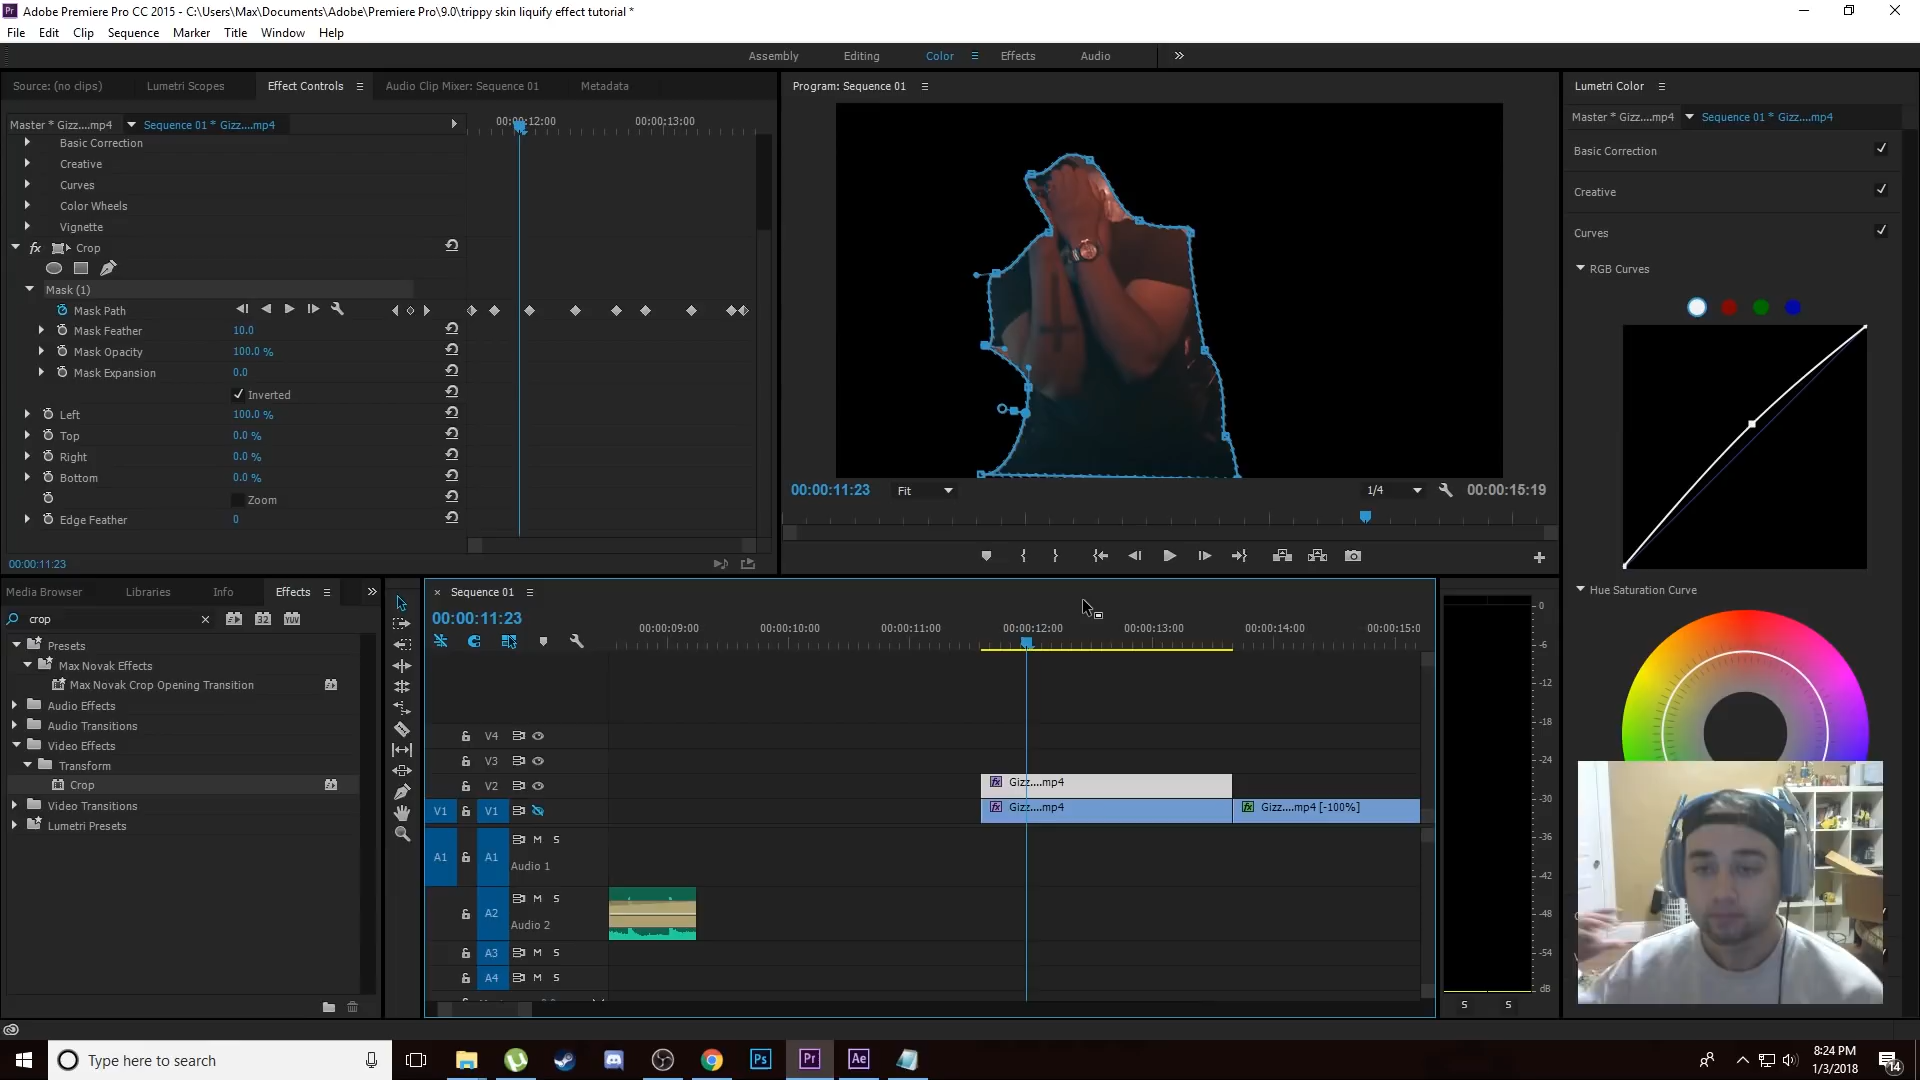 Adobe Premiere Pro CC 2015 - C:\Users\Max\Documents\Adobe\Premiere Pro\9.0\trippy skin liquify effect tutorial *
File Edit Clip Sequence Marker Title Window Help
Assembly Editing Color Effects Audio
Source: (no clips) Lumetri Scopes Effect Controls Audio Clip Mixer: Sequence 01 Metadata
Master * Gizz....mp4 Sequence 01 * Gizz....mp4
00:00:12:00 00:00:13:00
Basic Correction
Creative
Curves
Color Wheels
Vignette
fx Crop
Mask (1)
Mask Path
Mask Feather 10.0
Mask Opacity 100.0 %
Mask Expansion 0.0
Inverted
Left 100.0 %
Top 0.0 %
Right 0.0 %
Bottom 0.0 %
Zoom
Edge Feather 0
00:00:11:23
Program: Sequence 01
00:00:11:23 Fit 1/4 00:00:15:19
Lumetri Color
Master * Gizz....mp4 Sequence 01 * Gizz....mp4
Basic Correction
Creative
Curves
RGB Curves
Hue Saturation Curve
Media Browser Libraries Info Effects
crop
32 YUV
Presets
Max Novak Effects
Max Novak Crop Opening Transition
Audio Effects
Audio Transitions
Video Effects
Transform
Crop
Video Transitions
Lumetri Presets
Sequence 01
00:00:11:23
00:00:09:00 00:00:10:00 00:00:11:00 00:00:12:00 00:00:13:00 00:00:14:00 00:00:15:0
V4
V3
V2 fx Gizz....mp4
V1 V1 fx Gizz....mp4 fx Gizz....mp4 [-100%]
A1 A1 M S
Audio 1
A2 M S
Audio 2
A3 M S
A4 M S
0
-6
-12
-18
-24
-30
-36
-42
-48
-54
dB
S S
Type here to search
Ps Pr Ae
8:24 PM
1/3/2018
14